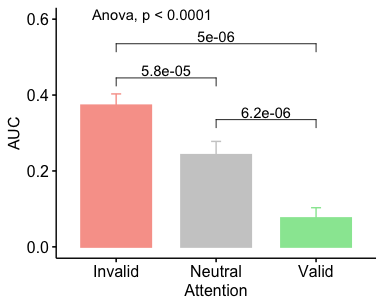 Anova, p < 0.0001
0.6
5e-06
5.8e-05
0.4
6.2e-06
AUC
0.2
0.0
Invalid Neutral Valid
Attention